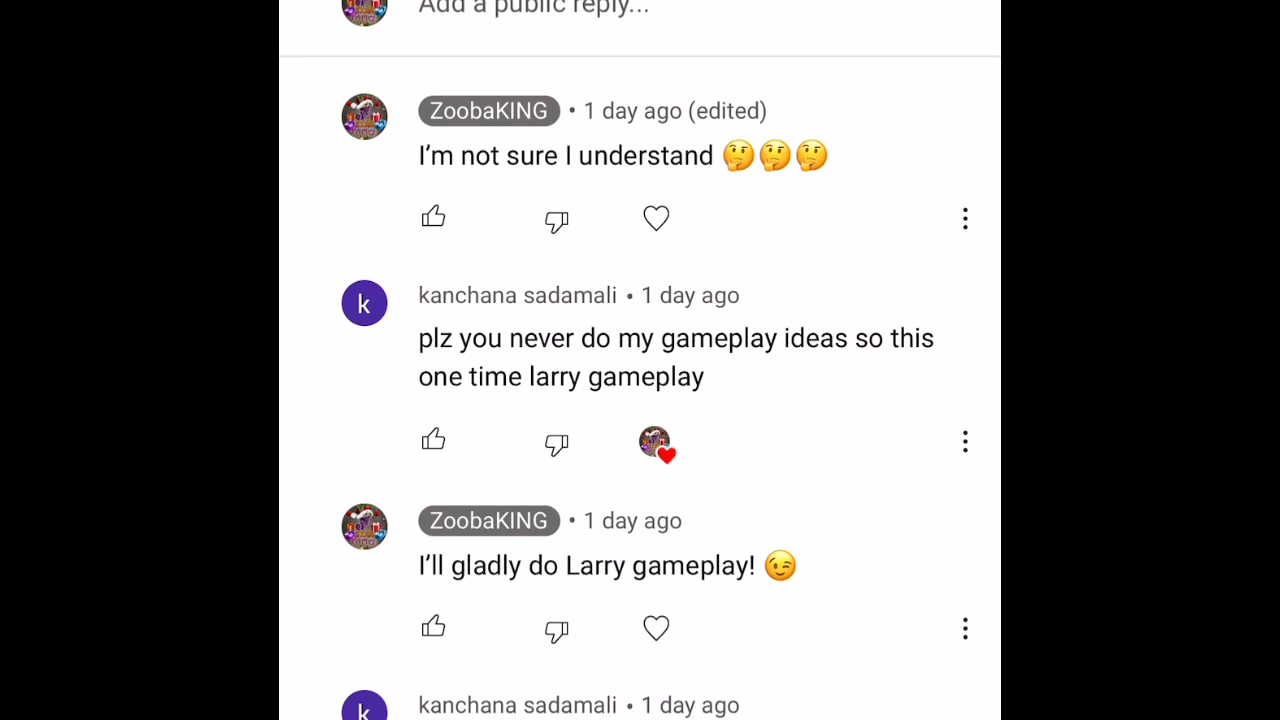 Add a public reply...
ZoobaKING • 1 day ago (edited)
I’m not sure I understand 🤔🤔🤔
k kanchana sadamali • 1 day ago
plz you never do my gameplay ideas so this
one time larry gameplay
ZoobaKING • 1 day ago
I’ll gladly do Larry gameplay! 😉
k kanchana sadamali • 1 day ago